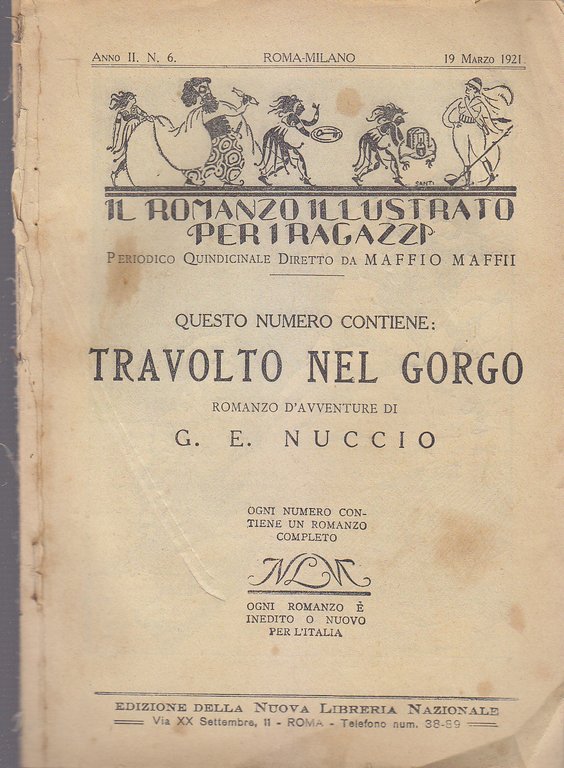 Anno II. N. 6. ROMA-MILANO 19 Marzo 1921.
SANTI
IL ROMANZO ILLUSTRATO
PER I RAGAZZI
Periodico Quindicinale Diretto da MAFFIO MAFFII
QUESTO NUMERO CONTIENE:
TRAVOLTO NEL GORGO
ROMANZO D'AVVENTURE DI
G. E. NUCCIO
OGNI NUMERO CON-
TIENE UN ROMANZO
COMPLETO
NLN
OGNI ROMANZO È
INEDITO O NUOVO
PER L'ITALIA
Edizione della Nuova Libreria Nazionale
Via XX Settembre, 11 - ROMA - Telefono num. 38-89